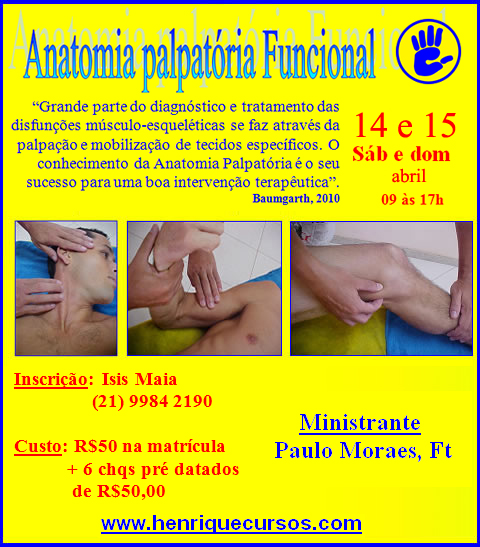 Anatomia palpatória Funcional
“Grande parte do diagnóstico e tratamento das
disfunções músculo-esqueléticas se faz através da
palpação e mobilização de tecidos específicos. O
conhecimento da Anatomia Palpatória é o seu
sucesso para uma boa intervenção terapêutica”.
Baumgarth, 2010
14 e 15
Sáb e dom
abril
09 às 17h
Inscrição: Isis Maia
(21) 9984 2190
Custo: R$50 na matrícula
+ 6 chqs pré datados
de R$50,00
Ministrante
Paulo Moraes, Ft
www.henriquecursos.com